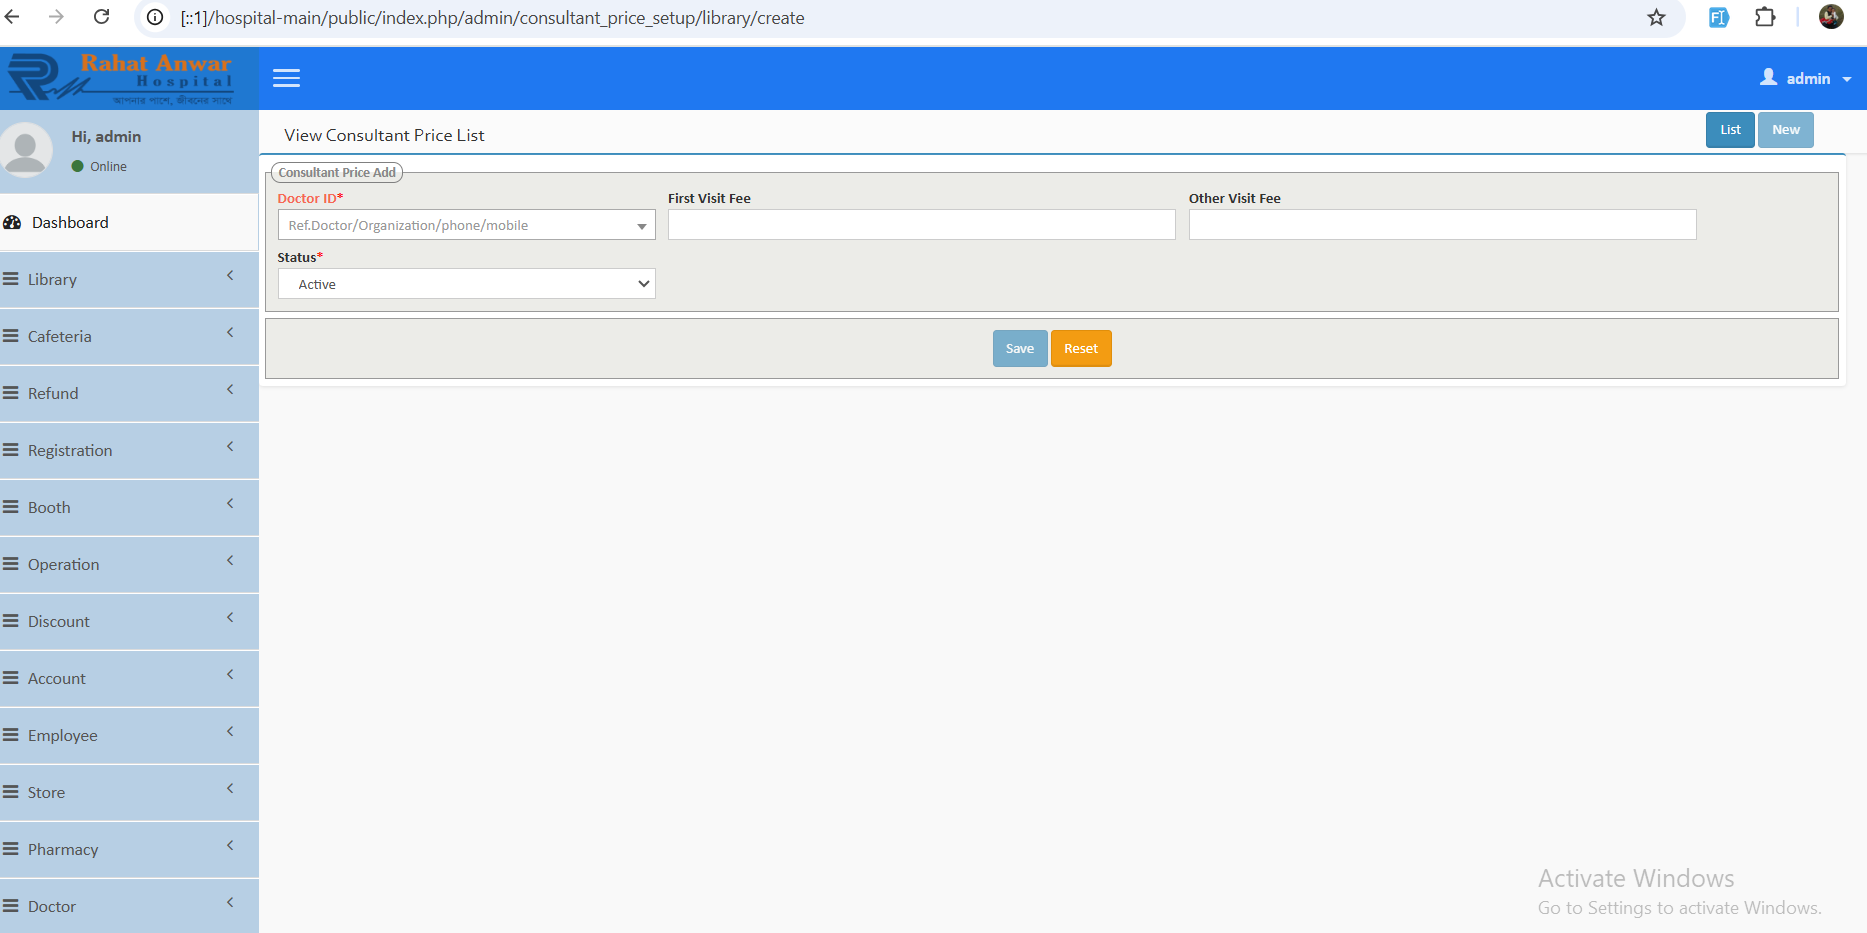 [::1]/hospital-main/public/index.php/admin/consultant_price_setup/library/create
Rahat Anwar
Hospital
আপনার পাশে, জীবনের সাথে
admin
Hi, admin
Online
View Consultant Price List
List
New
Consultant Price Add
Doctor ID*
First Visit Fee
Other Visit Fee
Ref.Doctor/Organization/phone/mobile
Status*
Active
Save
Reset
Dashboard
Library
Cafeteria
Refund
Registration
Booth
Operation
Discount
Account
Employee
Store
Pharmacy
Doctor
Activate Windows
Go to Settings to activate Windows.